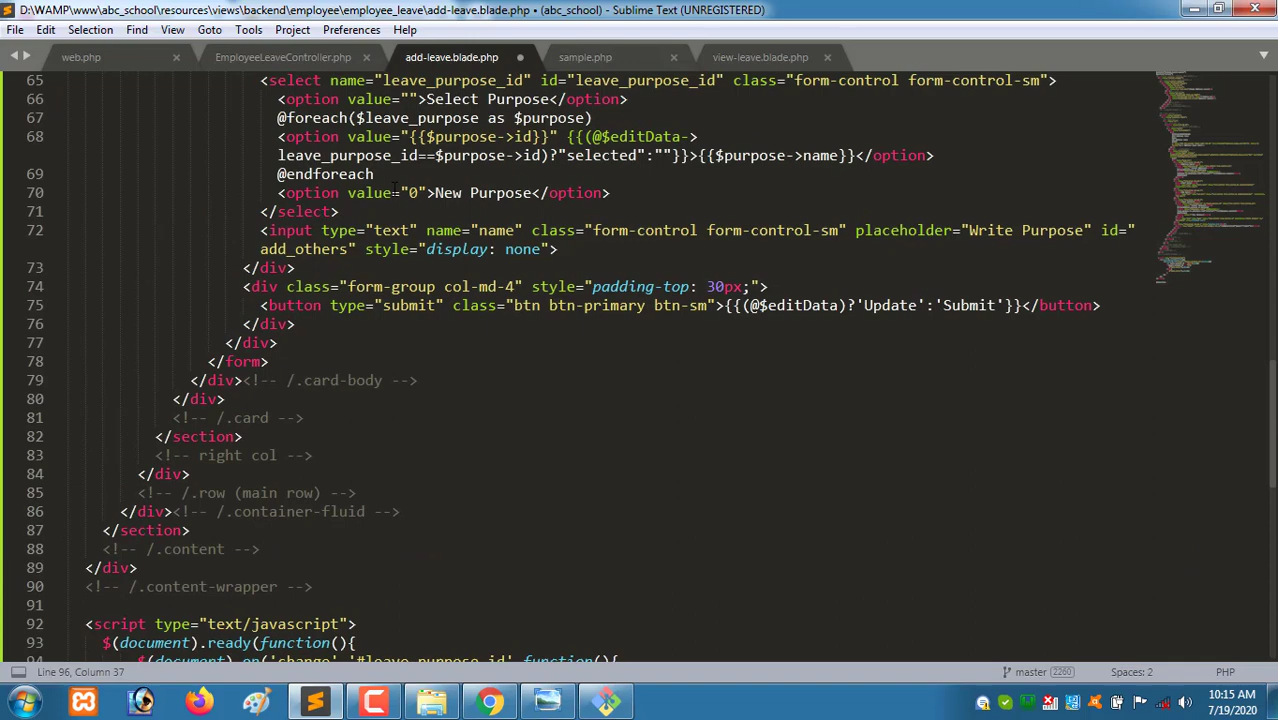 D:\WAMP\www\abc_school\resources\views\backend\employee\employee_leave\add-leave.blade.php • (abc_school) - Sublime Text (UNREGISTERED)
File Edit Selection Find View Goto Tools Project Preferences Help
web.php EmployeeLeaveController.php add-leave.blade.php sample.php view-leave.blade.php
65 <select name="leave_purpose_id" id="leave_purpose_id" class="form-control form-control-sm">
66 <option value="">Select Purpose</option>
67 @foreach($leave_purpose as $purpose)
68 <option value="{{$purpose->id}}" {{(@$editData->
leave_purpose_id==$purpose->id)?"selected":""}}>{{$purpose->name}}</option>
69 @endforeach
70 <option value="0">New Purpose</option>
71 </select>
72 <input type="text" name="name" class="form-control form-control-sm" placeholder="Write Purpose" id="
add_others" style="display: none">
73 </div>
74 <div class="form-group col-md-4" style="padding-top: 30px;">
75 <button type="submit" class="btn btn-primary btn-sm">{{(@$editData)?'Update':'Submit'}}</button>
76 </div>
77 </div>
78 </form>
79 </div><!-- /.card-body -->
80 </div>
81 <!-- /.card -->
82 </section>
83 <!-- right col -->
84 </div>
85 <!-- /.row (main row) -->
86 </div><!-- /.container-fluid -->
87 </section>
88 <!-- /.content -->
89 </div>
90 <!-- /.content-wrapper -->
91
92 <script type="text/javascript">
93 $(document).ready(function(){
94 $(document).on('change','#leave_purpose_id',function(){
Line 96, Column 37 master 2260 Spaces: 2 PHP
10:15 AM
7/19/2020